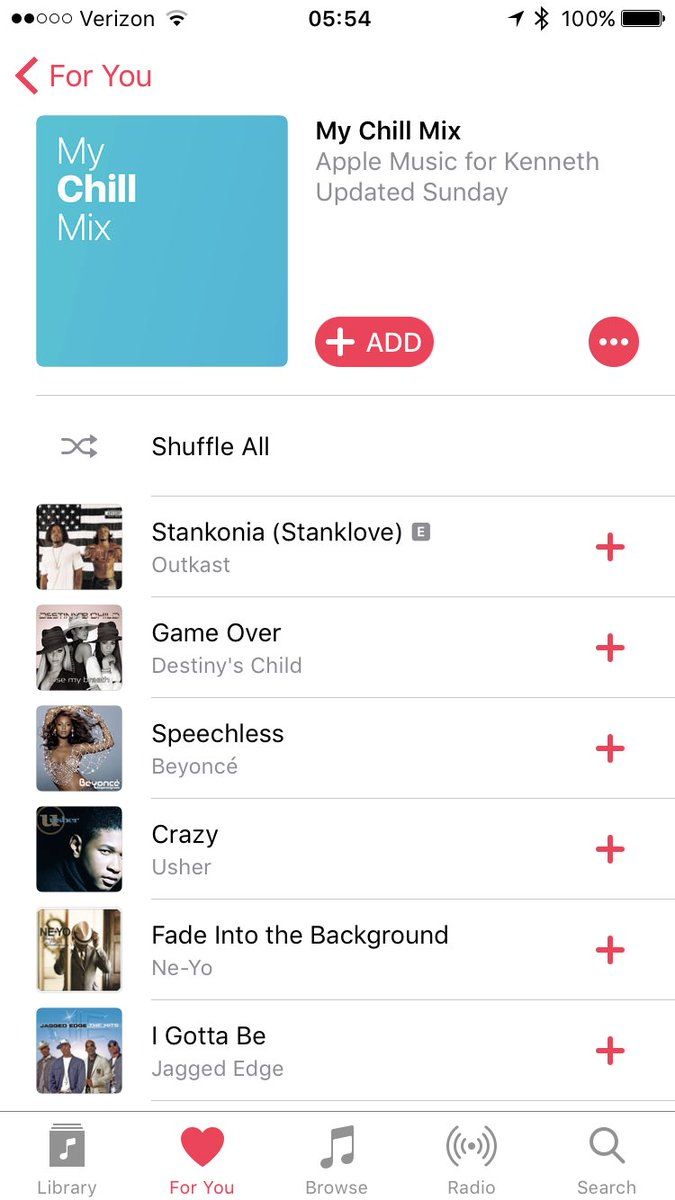 Verizon 05:54 100%
For You
My
Chill
Mix
My Chill Mix
Apple Music for Kenneth
Updated Sunday
+ ADD
Shuffle All
Stankonia (Stanklove) E
Outkast
DESTINY'S CHILD
lose my breath
Game Over
Destiny's Child
Beyoncé
Speechless
Beyoncé
usher
Crazy
Usher
NE-YO
Fade Into the Background
Ne-Yo
JAGGED EDGE THE HITS
I Gotta Be
Jagged Edge
Library For You Browse Radio Search